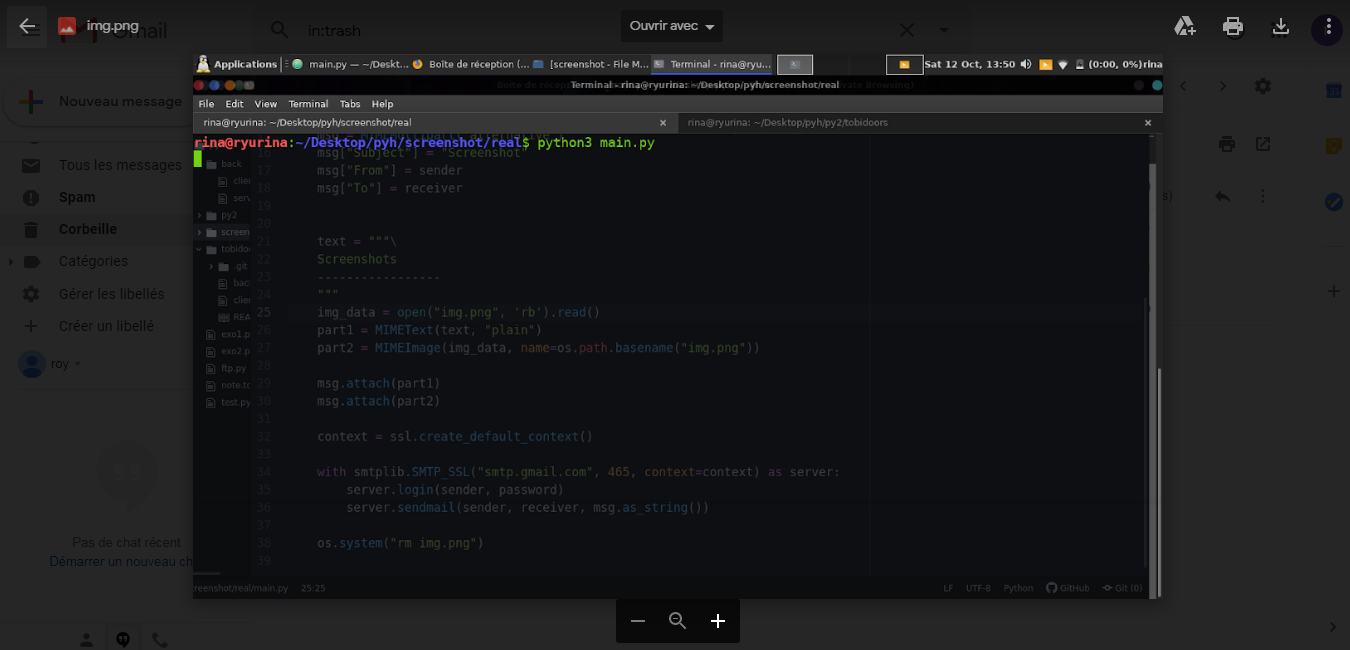 img.png
Gmail
in:trash
Ouvrir avec
Applications
main.py — ~/Deskt...
Boîte de réception (...
[screenshot - File M...
Terminal - rina@ryu...
Sat 12 Oct, 13:50
(0:00, 0%)
rina
Terminal - rina@ryurina: ~/Desktop/pyh/screenshot/real
File Edit View Terminal Tabs Help
rina@ryurina: ~/Desktop/pyh/screenshot/real
rina@ryurina: ~/Desktop/pyh/py2/tobidoors
rina@ryurina:~/Desktop/pyh/screenshot/real$ python3 main.py
Nouveau message
Tous les messages
Spam
Corbeille
Catégories
Gérer les libellés
Créer un libellé
roy
Pas de chat récent
Démarrer un nouveau ch
back
clie
serv
py2
screen
tobidoo
.git
bac
clie
REA
exo1.p
exo2.p
ftp.py
note.tx
test.py
16 msg["Subject"] = "Screenshot"
17 msg["From"] = sender
18 msg["To"] = receiver
19
20
21 text = """\
22 Screenshots
23 -----------------
24 """
25 img_data = open("img.png", 'rb').read()
26 part1 = MIMEText(text, "plain")
27 part2 = MIMEImage(img_data, name=os.path.basename("img.png"))
28
29 msg.attach(part1)
30 msg.attach(part2)
31
32 context = ssl.create_default_context()
33
34 with smtplib.SMTP_SSL("smtp.gmail.com", 465, context=context) as server:
35 server.login(sender, password)
36 server.sendmail(sender, receiver, msg.as_string())
37
38 os.system("rm img.png")
39
reenshot/real/main.py 25:25
LF UTF-8 Python GitHub Git (0)